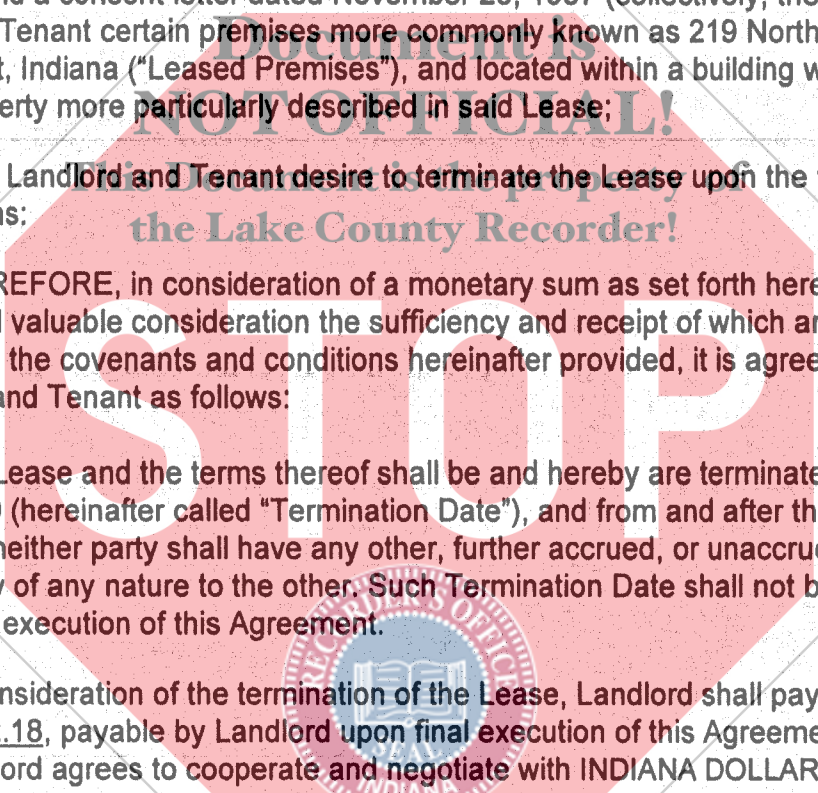 a consent letter dated November
Tenant certain premises more commonly known as 219 North
Document is
, Indiana ("Leased Premises"), and located within a building
erty more particularly described in said Lease;
NOT OFFICIAL!
Landlord and Tenant desire to terminate the Lease upon the
This Document is the property of
ns:
the Lake County Recorder!
REFORE, in consideration of a monetary sum as set forth here
valuable consideration the sufficiency and receipt of which
the covenants and conditions hereinafter provided, it is agree
and Tenant as follows:
STOP
Lease and the terms thereof shall be and hereby are terminate
(hereinafter called "Termination Date"), and from and after
neither party shall have any other, further accrued, or unaccru
of any nature to the other. Such Termination Date shall not
execution of this Agreement.
RECORDER'S OFFICE
nsideration of the termination of the Lease, Landlord shall pay
.18, payable by Landlord upon final execution of this Agreeme
SEAL
ord agrees to cooperate and negotiate with INDIANA DOLLAR
INDIANA